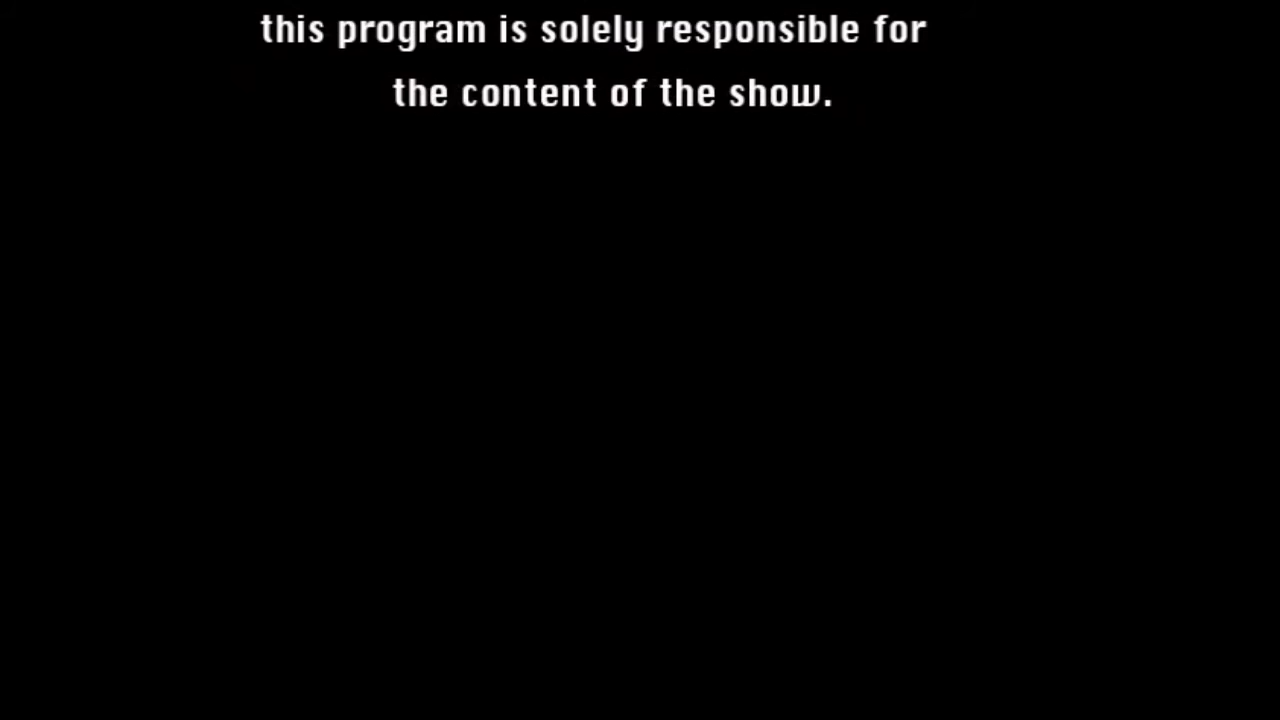 this program is solely responsible for
the content of the show.